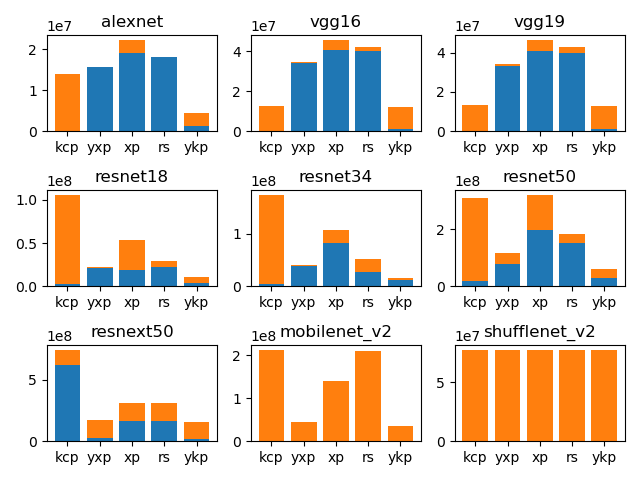 alexnet
1e7
2
1
0
kcp yxp xp rs ykp
vgg16
1e7
4
2
0
kcp yxp xp rs ykp
vgg19
1e7
4
2
0
kcp yxp xp rs ykp
resnet18
1e8
1.0
0.5
0.0
kcp yxp xp rs ykp
resnet34
1e8
1
0
kcp yxp xp rs ykp
resnet50
1e8
2
0
kcp yxp xp rs ykp
resnext50
1e8
5
0
kcp yxp xp rs ykp
mobilenet_v2
1e8
2
1
0
kcp yxp xp rs ykp
shufflenet_v2
1e7
5
0
kcp yxp xp rs ykp